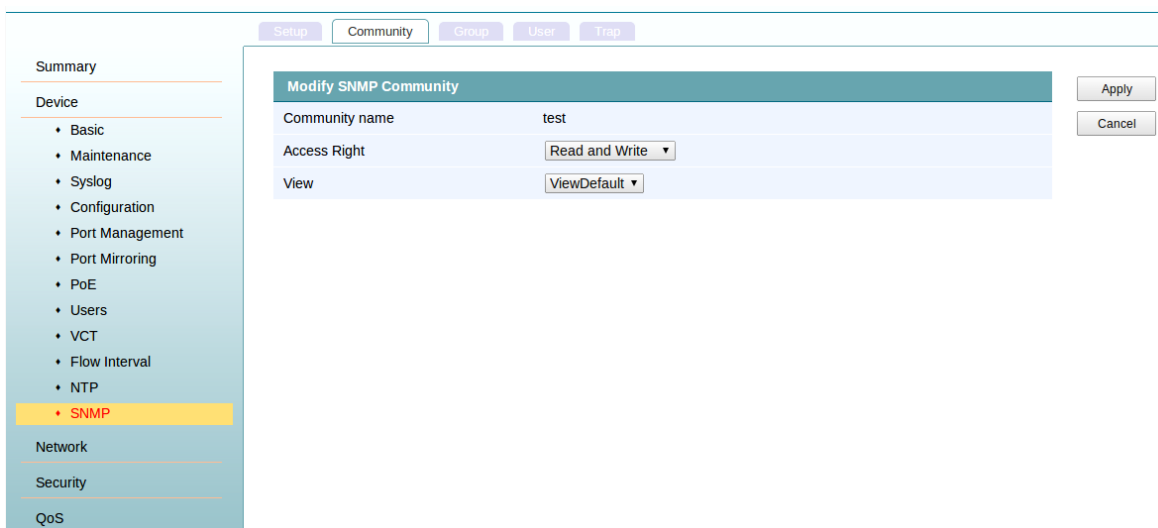 Setup Community Group User Trap
Summary
Device
Basic
Maintenance
Syslog
Configuration
Port Management
Port Mirroring
PoE
Users
VCT
Flow Interval
NTP
SNMP
Network
Security
QoS
Modify SNMP Community
Community name test
Access Right Read and Write
View ViewDefault
Apply
Cancel